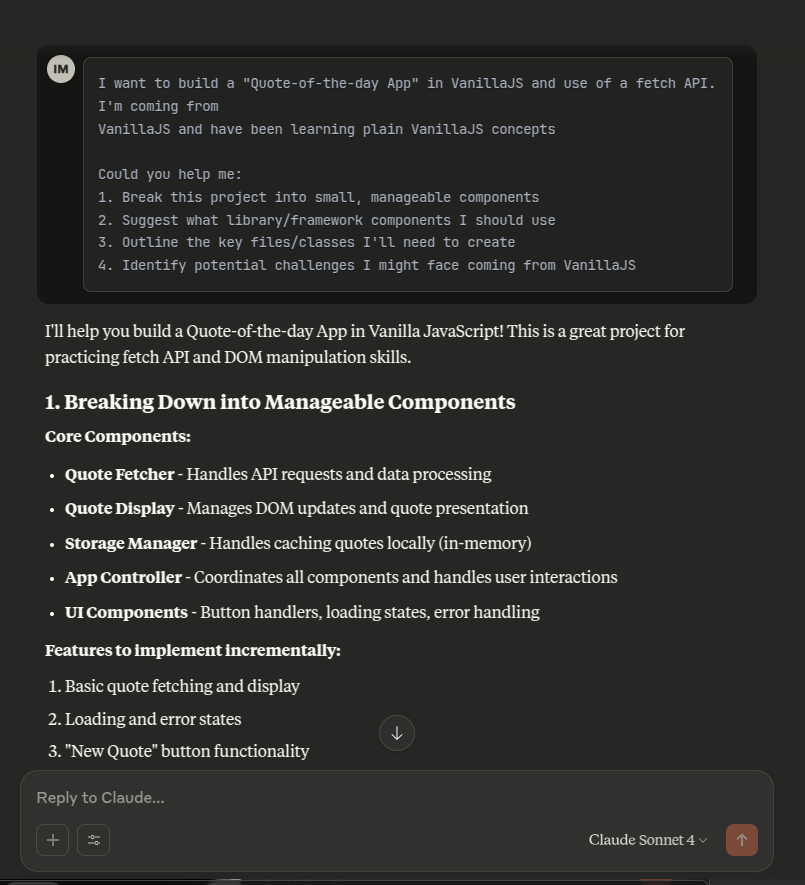 IM
I want to build a "Quote-of-the-day App" in VanillaJS and use of a fetch API.
I'm coming from
VanillaJS and have been learning plain VanillaJS concepts
Could you help me:
1. Break this project into small, manageable components
2. Suggest what library/framework components I should use
3. Outline the key files/classes I'll need to create
4. Identify potential challenges I might face coming from VanillaJS
I'll help you build a Quote-of-the-day App in Vanilla JavaScript! This is a great project for
practicing fetch API and DOM manipulation skills.
1. Breaking Down into Manageable Components
Core Components:
• Quote Fetcher - Handles API requests and data processing
• Quote Display - Manages DOM updates and quote presentation
• Storage Manager - Handles caching quotes locally (in-memory)
• App Controller - Coordinates all components and handles user interactions
• UI Components - Button handlers, loading states, error handling
Features to implement incrementally:
1. Basic quote fetching and display
2. Loading and error states
3. "New Quote" button functionality
Reply to Claude...
Claude Sonnet 4